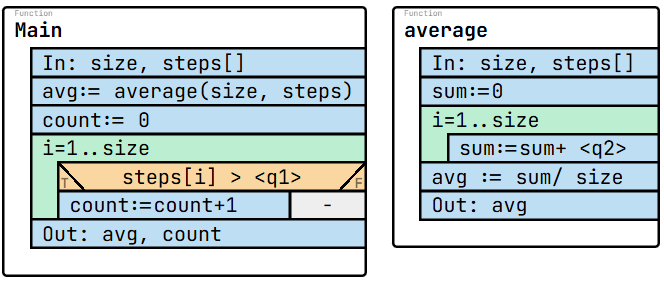 Function
Main
In: size, steps[]
avg:= average(size, steps)
count:= 0
i=1..size
T
steps[i] > <q1>
F
count:=count+1
-
Out: avg, count
Function
average
In: size, steps[]
sum:=0
i=1..size
sum:=sum+ <q2>
avg := sum/ size
Out: avg